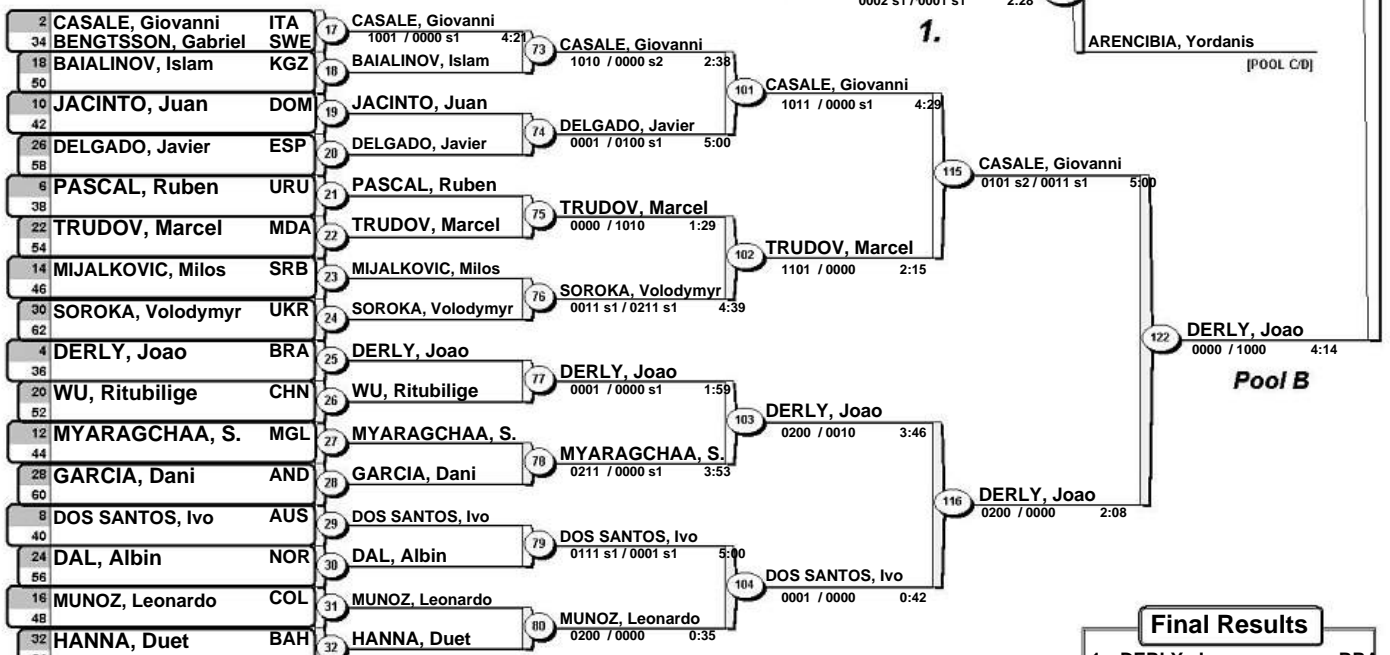 0002 s1 / 0001 s1 2:28
1.
ARENCIBIA, Yordanis
[POOL C/D]
2 CASALE, Giovanni ITA
34 BENGTSSON, Gabriel SWE
17
CASALE, Giovanni
1001 / 0000 s1 4:21
18 BAIALINOV, Islam KGZ
50
18
BAIALINOV, Islam
73
CASALE, Giovanni
1010 / 0000 s2 2:38
10 JACINTO, Juan DOM
42
19
JACINTO, Juan
26 DELGADO, Javier ESP
58
20
DELGADO, Javier
74
DELGADO, Javier
0001 / 0100 s1 5:00
101
CASALE, Giovanni
1011 / 0000 s1 4:29
6 PASCAL, Ruben URU
38
21
PASCAL, Ruben
22 TRUDOV, Marcel MDA
54
22
TRUDOV, Marcel
75
TRUDOV, Marcel
0000 / 1010 1:29
14 MIJALKOVIC, Milos SRB
46
23
MIJALKOVIC, Milos
30 SOROKA, Volodymyr UKR
62
24
SOROKA, Volodymyr
76
SOROKA, Volodymyr
0011 s1 / 0211 s1 4:39
102
TRUDOV, Marcel
1101 / 0000 2:15
115
CASALE, Giovanni
0101 s2 / 0011 s1 5:00
4 DERLY, Joao BRA
36
25
DERLY, Joao
20 WU, Ritubilige CHN
52
26
WU, Ritubilige
77
DERLY, Joao
0001 / 0000 s1 1:59
12 MYARAGCHAA, S. MGL
44
27
MYARAGCHAA, S.
28 GARCIA, Dani AND
60
28
GARCIA, Dani
78
MYARAGCHAA, S.
0211 / 0000 s1 3:53
103
DERLY, Joao
0200 / 0010 3:46
8 DOS SANTOS, Ivo AUS
40
29
DOS SANTOS, Ivo
24 DAL, Albin NOR
56
30
DAL, Albin
79
DOS SANTOS, Ivo
0111 s1 / 0001 s1 5:00
16 MUNOZ, Leonardo COL
48
31
MUNOZ, Leonardo
32 HANNA, Duet BAH
32
HANNA, Duet
80
MUNOZ, Leonardo
0200 / 0000 0:35
104
DOS SANTOS, Ivo
0001 / 0000 0:42
116
DERLY, Joao
0200 / 0000 2:08
122
DERLY, Joao
0000 / 1000 4:14
Pool B
Final Results